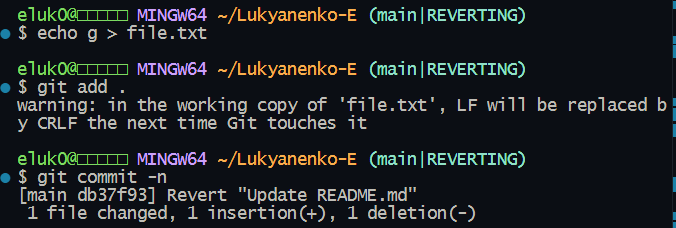 eluk0@□□□□□ MINGW64 ~/Lukyanenko-E (main|REVERTING)
$ echo g > file.txt
eluk0@□□□□□ MINGW64 ~/Lukyanenko-E (main|REVERTING)
$ git add .
warning: in the working copy of 'file.txt', LF will be replaced b
y CRLF the next time Git touches it
eluk0@□□□□□ MINGW64 ~/Lukyanenko-E (main|REVERTING)
$ git commit -n
[main db37f93] Revert "Update README.md"
 1 file changed, 1 insertion(+), 1 deletion(-)